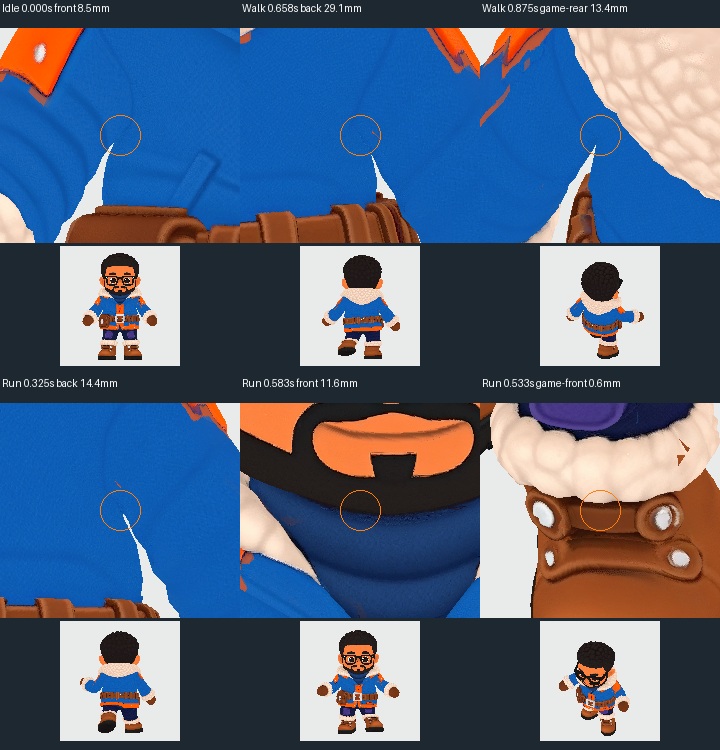 Idle 0.000s front 8.5mm
Walk 0.658s back 29.1mm
Walk 0.875s game-rear 13.4mm
Run 0.325s back 14.4mm
Run 0.583s front 11.6mm
Run 0.533s game-front 0.6mm